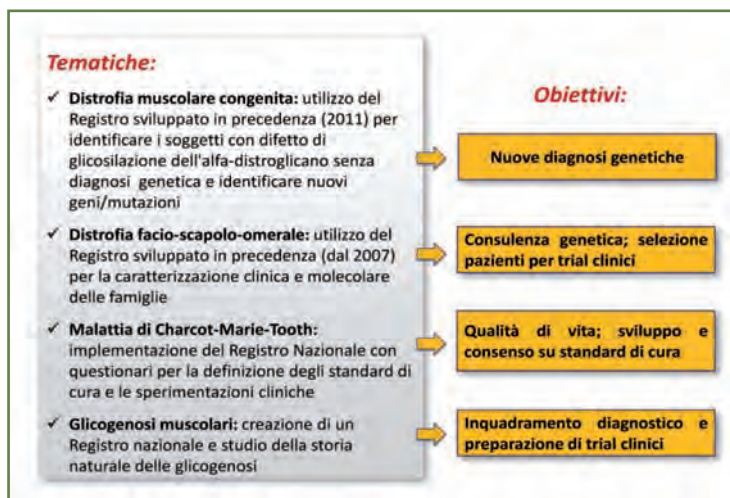 Tematiche:
✓ Distrofia muscolare congenita: utilizzo del
Registro sviluppato in precedenza (2011) per
identificare i soggetti con difetto di
glicosilazione dell'alfa-distroglicano senza
diagnosi genetica e identificare nuovi
geni/mutazioni
✓ Distrofia facio-scapolo-omerale: utilizzo del
Registro sviluppato in precedenza (dal 2007)
per la caratterizzazione clinica e molecolare
delle famiglie
✓ Malattia di Charcot-Marie-Tooth:
implementazione del Registro Nazionale con
questionari per la definizione degli standard di
cura e le sperimentazioni cliniche
✓ Glicogenosi muscolari: creazione di un
Registro nazionale e studio della storia
naturale delle glicogenosi
Obiettivi:
Nuove diagnosi genetiche
Consulenza genetica; selezione
pazienti per trial clinici
Qualità di vita; sviluppo e
consenso su standard di cura
Inquadramento diagnostico e
preparazione di trial clinici